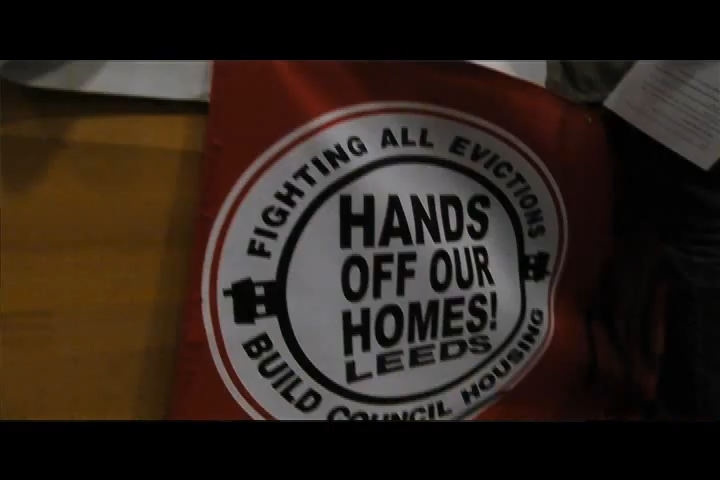 FIGHTING ALL EVICTIONS
HANDS
OFF OUR
HOMES!
LEEDS
BUILD COUNCIL HOUSING